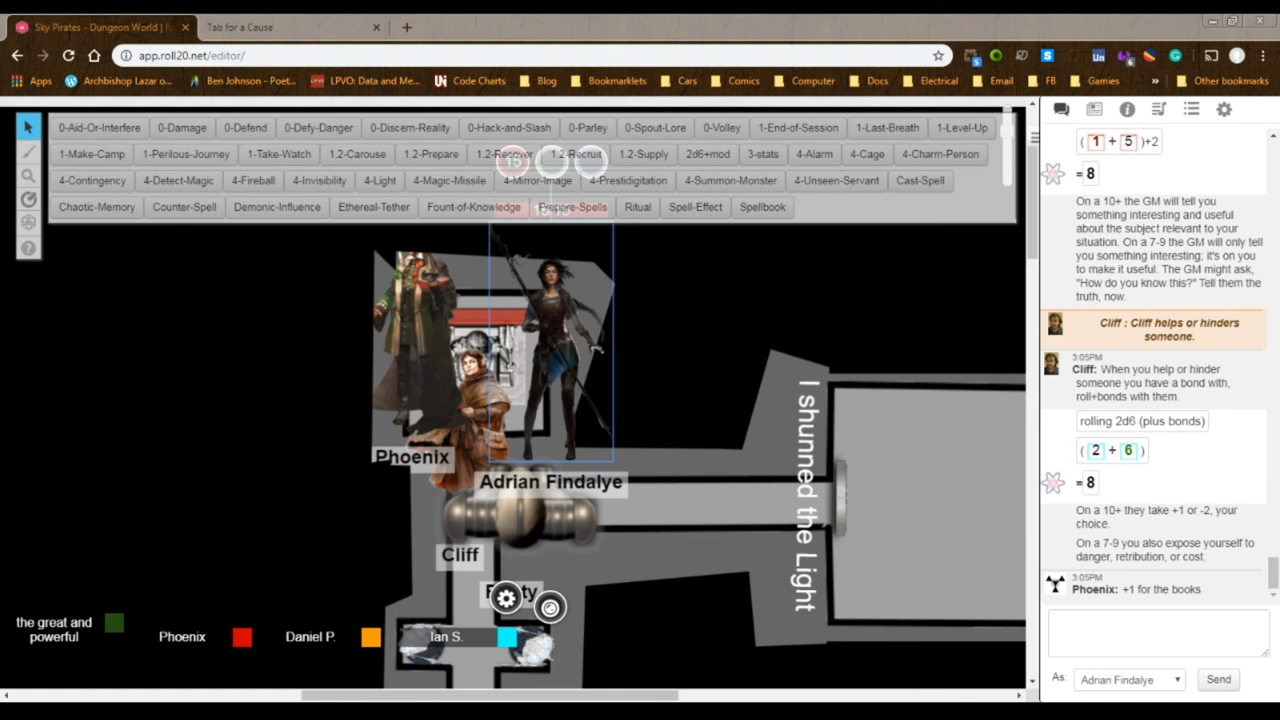 Sky Pirates - Dungeon World | R
Tab for a Cause
app.roll20.net/editor/
Apps
Archbishop Lazar o...
Ben Johnson - Poet...
LPVO: Data and Me...
Code Charts
Blog
Bookmarklets
Cars
Comics
Computer
Docs
Electrical
Email
FB
Games
»
Other bookmarks
0-Aid-Or-Interfere 0-Damage 0-Defend 0-Defy-Danger 0-Discern-Reality 0-Hack-and-Slash 0-Parley 0-Spout-Lore 0-Volley 1-End-of-Session 1-Last-Breath 1-Level-Up
1-Make-Camp 1-Perilous-Journey 1-Take-Watch 1.2-Carouse 1.2-Prepare 1.2-Recover 1.2-Recruit 1.2-Supply 2d6+mod 3-stats 4-Alarm 4-Cage 4-Charm-Person
4-Contingency 4-Detect-Magic 4-Fireball 4-Invisibility 4-Light 4-Magic-Missile 4-Mirror-Image 4-Prestidigitation 4-Summon-Monster 4-Unseen-Servant Cast-Spell
Chaotic-Memory Counter-Spell Demonic-Influence Ethereal-Tether Fount-of-Knowledge Prepare-Spells Ritual Spell-Effect Spellbook
15
Phoenix
Adrian Findalye
Cliff
I shunned the Light
the great and
powerful
Phoenix
Daniel P.
Ian S.
( 1 + 5 )+2
= 8
On a 10+ the GM will tell you
something interesting and useful
about the subject relevant to your
situation. On a 7-9 the GM will only tell
you something interesting; it's on you
to make it useful. The GM might ask,
"How do you know this?" Tell them the
truth, now.
Cliff : Cliff helps or hinders
someone.
3:05PM
Cliff: When you help or hinder
someone you have a bond with,
roll+bonds with them.
rolling 2d6 (plus bonds)
( 2 + 6 )
= 8
On a 10+ they take +1 or -2, your
choice.
On a 7-9 you also expose yourself to
danger, retribution, or cost.
3:05PM
Phoenix: +1 for the books
As: Adrian Findalye Send